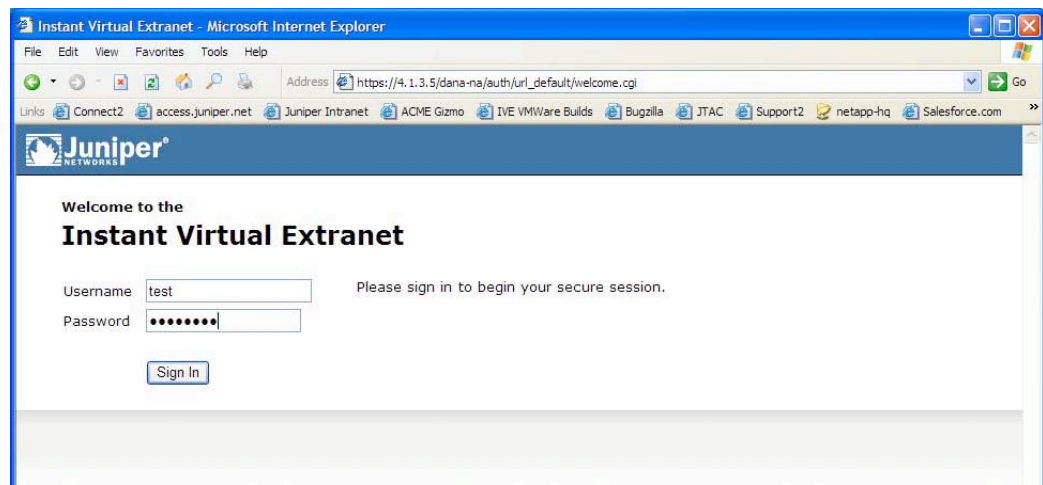 Instant Virtual Extranet - Microsoft Internet Explorer
File Edit View Favorites Tools Help
Address https://4.1.3.5/dana-na/auth/url_default/welcome.cgi Go
Links Connect2 access.juniper.net Juniper Intranet ACME Gizmo IVE VMWare Builds Bugzilla JTAC Support2 netapp-hq Salesforce.com »
Juniper®
NETWORKS
Welcome to the
Instant Virtual Extranet
Username test Please sign in to begin your secure session.
Password ••••••••
Sign In